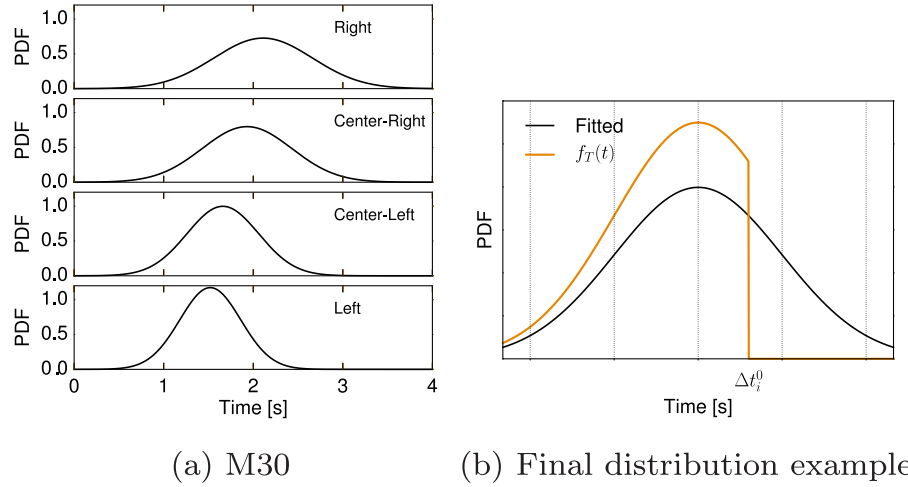 PDF
1.0
0.5
0.0
Right
PDF
1.0
0.5
0.0
Center-Right
PDF
1.0
0.5
0.0
Center-Left
PDF
1.0
0.5
0.0
Left
0 1 2 3 4
Time [s]
(a) M30
PDF
Fitted
f_T(t)
Δt_i^0
Time [s]
(b) Final distribution example